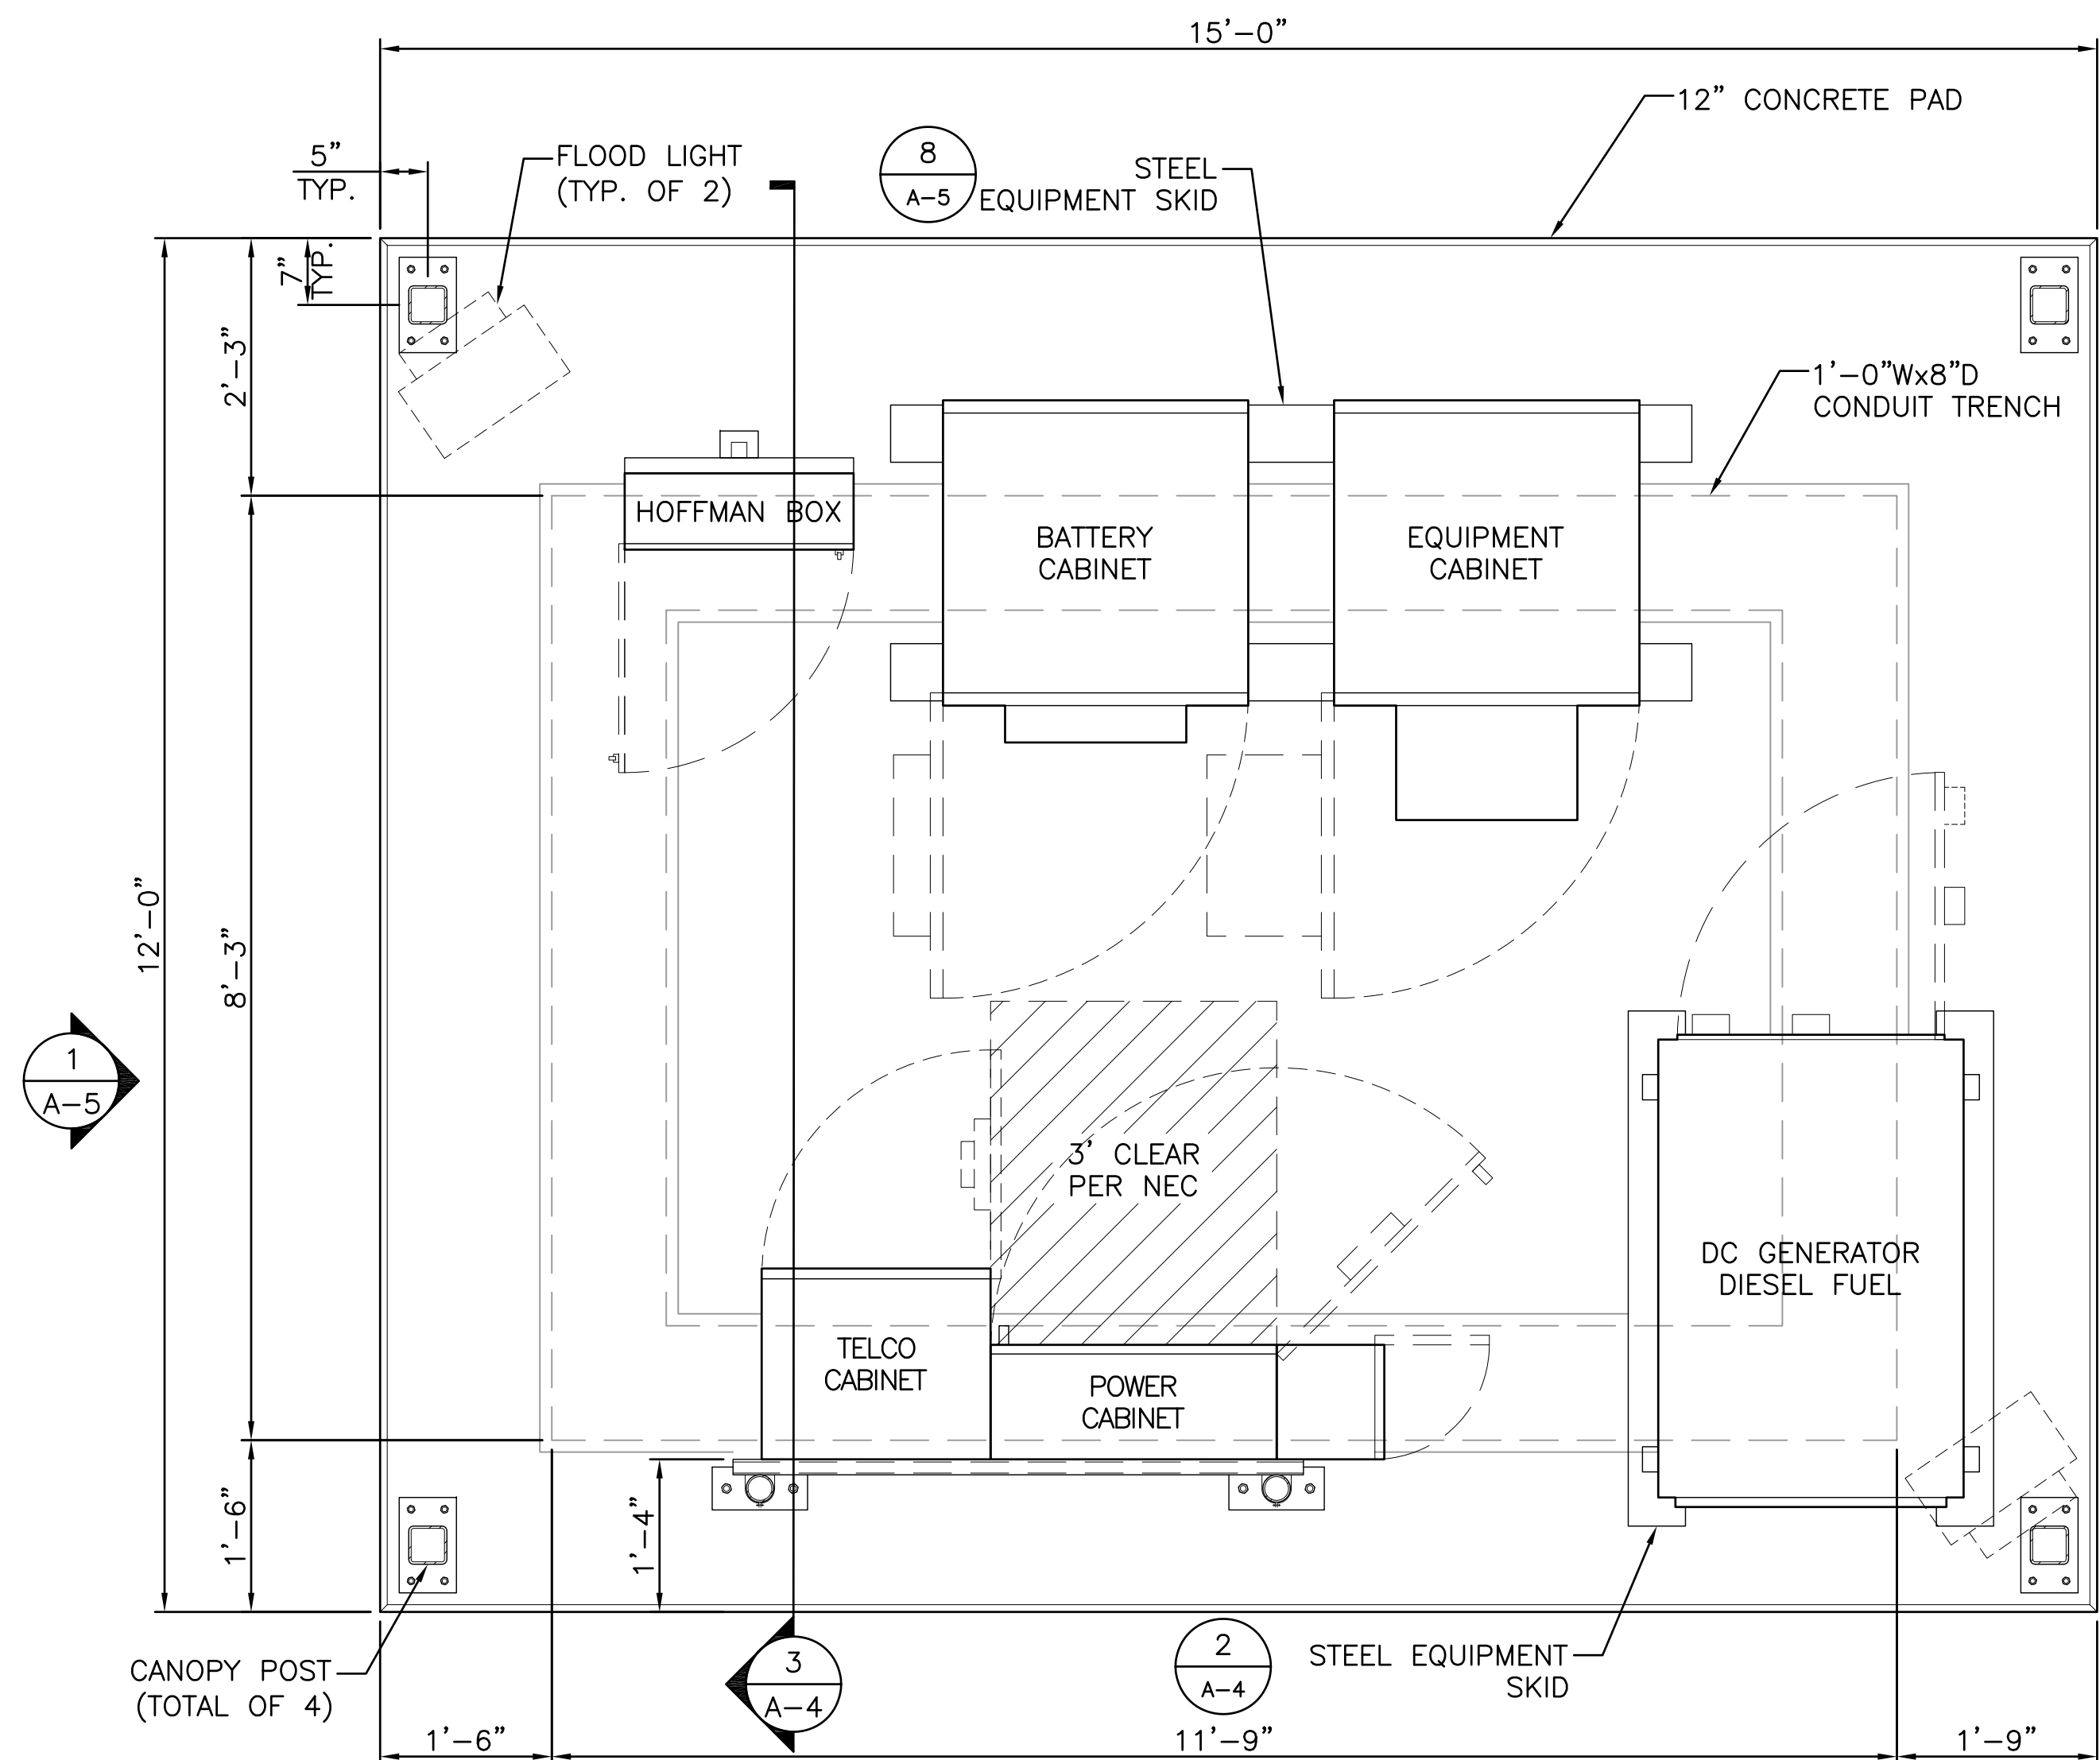 15'-0"
12" CONCRETE PAD
5"
TYP.
FLOOD LIGHT
(TYP. OF 2)
8
A-5
STEEL
EQUIPMENT SKID
7"
TYP.
2'-3"
1'-0"Wx8"D
CONDUIT TRENCH
HOFFMAN BOX
BATTERY
CABINET
EQUIPMENT
CABINET
12'-0"
8'-3"
1
A-5
3' CLEAR
PER NEC
DC GENERATOR
DIESEL FUEL
TELCO
CABINET
POWER
CABINET
1'-6"
1'-4"
CANOPY POST
(TOTAL OF 4)
3
A-4
2
A-4
STEEL EQUIPMENT
SKID
1'-6"
11'-9"
1'-9"